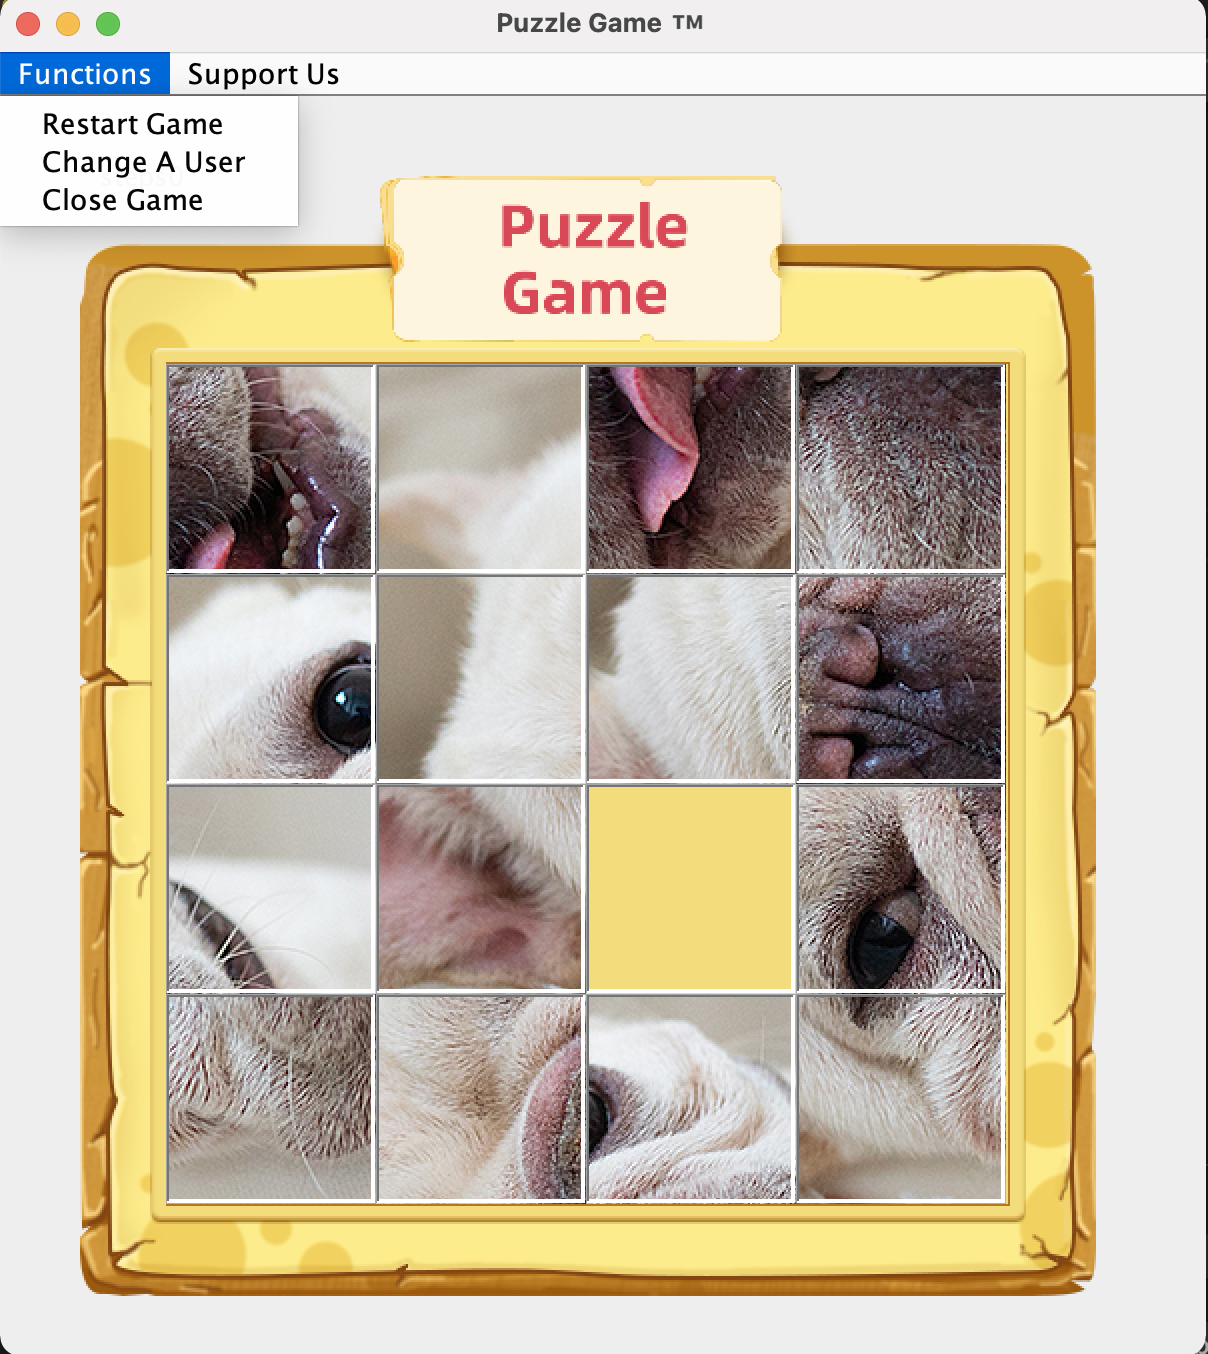 Puzzle Game ™
Functions Support Us
Restart Game
Change A User
Close Game
Puzzle
Game